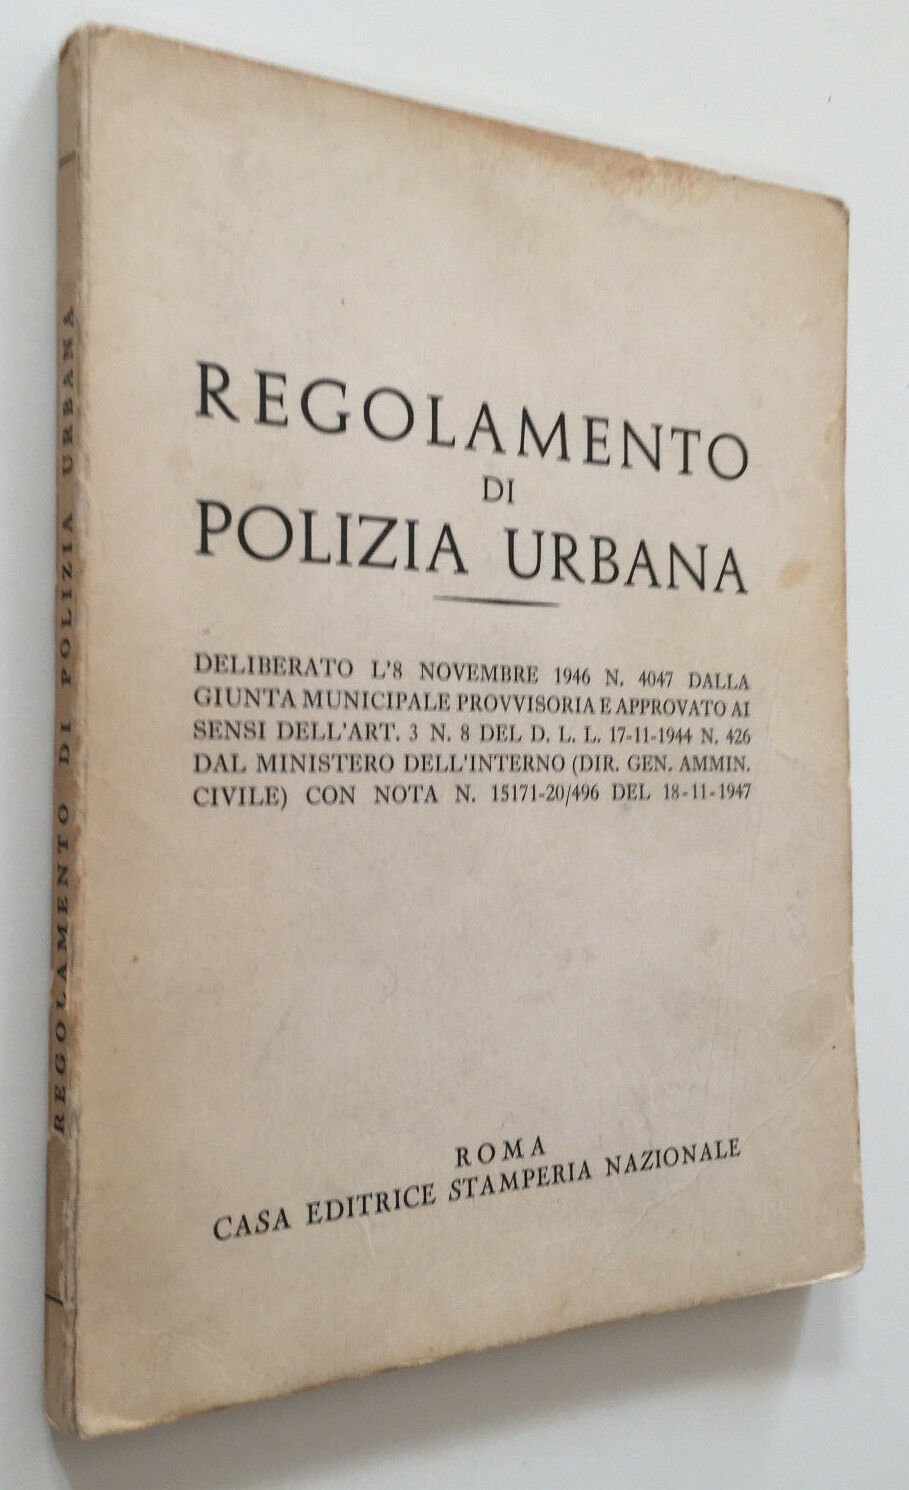 REGOLAMENTO
DI
POLIZIA URBANA
DELIBERATO L'8 NOVEMBRE 1946 N. 4047 DALLA
GIUNTA MUNICIPALE PROVVISORIA E APPROVATO AI
SENSI DELL'ART. 3 N. 8 DEL D. L. L. 17-11-1944 N. 426
DAL MINISTERO DELL'INTERNO (DIR. GEN. AMMIN.
CIVILE) CON NOTA N. 15171-20/496 DEL 18-11-1947
ROMA
CASA EDITRICE STAMPERIA NAZIONALE
REGOLAMENTO DI POLIZIA URBANA